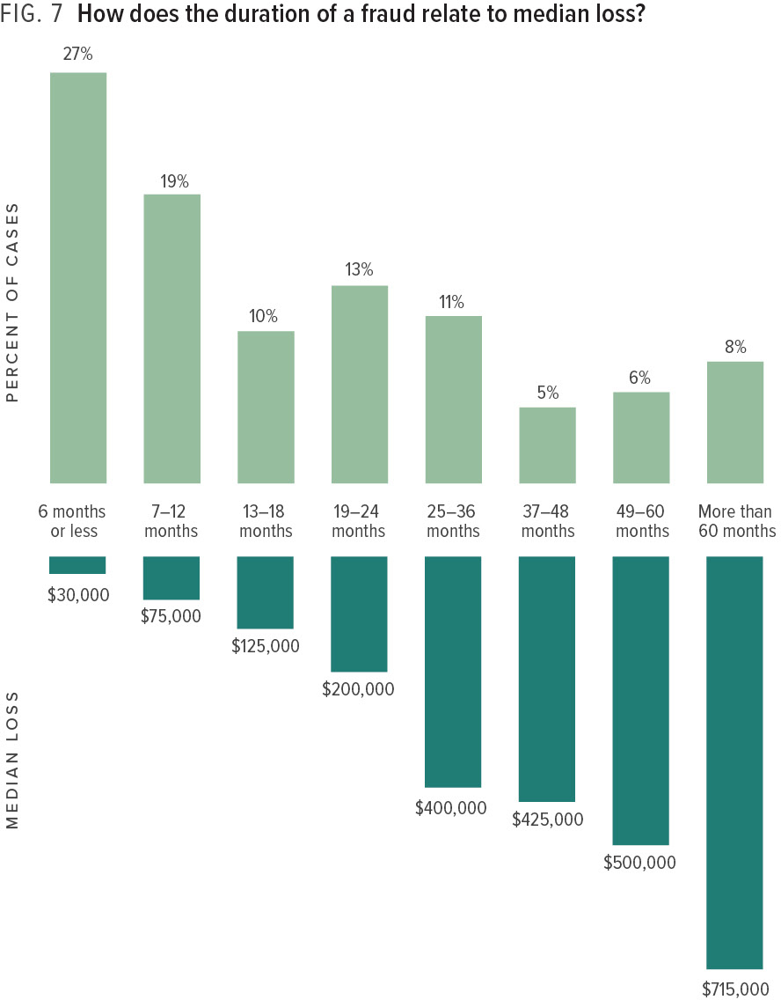 FIG. 7 How does the duration of a fraud relate to median loss?
27%
19%
10%
13%
11%
5%
6%
8%
PERCENT OF CASES
6 months
or less
7–12
months
13–18
months
19–24
months
25–36
months
37–48
months
49–60
months
More than
60 months
$30,000
$75,000
$125,000
$200,000
$400,000
$425,000
$500,000
$715,000
MEDIAN LOSS